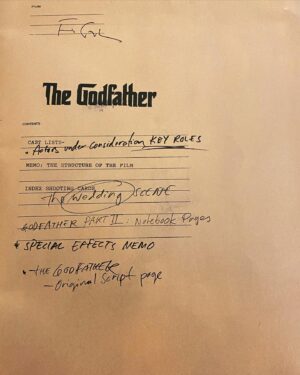 The Godfather
CONTENTS
CAST LISTS-
• Actors under consideration, KEY ROLES
MEMO: THE STRUCTURE OF THE FILM
INDEX SHOOTING CARDS
The Wedding SCENE
GODFATHER PART II: Notebook Pages
SPECIAL EFFECTS MEMO
• THE GODFATHER
- Original Script page